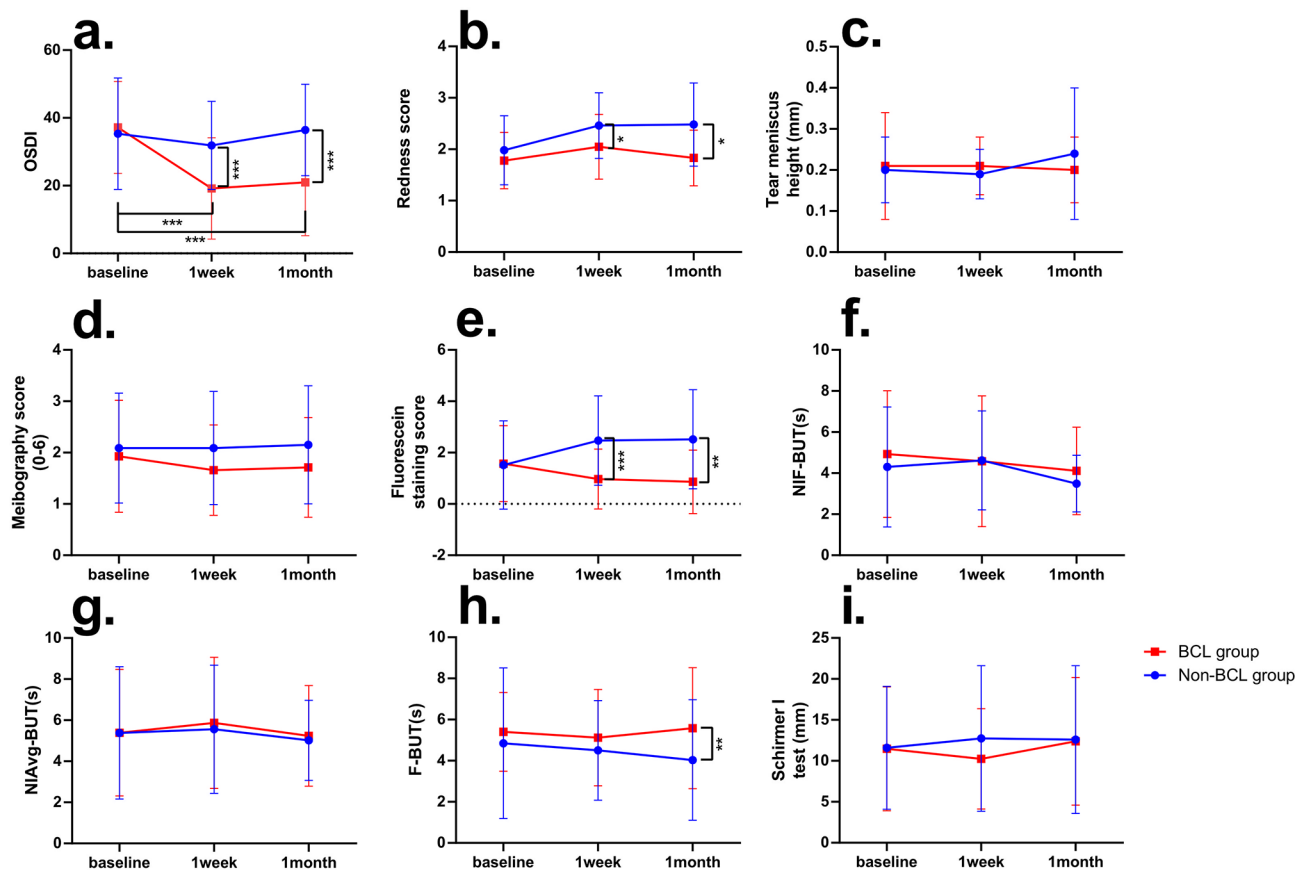 a.
OSDI
60
40
20
0
***
***
***
***
baseline
1week
1month
b.
Redness score
4
3
2
1
0
*
*
baseline
1week
1month
c.
Tear meniscus
height (mm)
0.5
0.4
0.3
0.2
0.1
0.0
baseline
1week
1month
d.
Meibography score
(0-6)
4
3
2
1
0
baseline
1week
1month
e.
Fluorescein
staining score
6
4
2
0
-2
***
**
baseline
1week
1month
f.
NIF-BUT(s)
10
8
6
4
2
0
baseline
1week
1month
g.
NIAvg-BUT(s)
10
8
6
4
2
0
baseline
1week
1month
h.
F-BUT(s)
10
8
6
4
2
0
**
baseline
1week
1month
i.
Schirmer I
test (mm)
25
20
15
10
5
0
baseline
1week
1month
BCL group
Non-BCL group